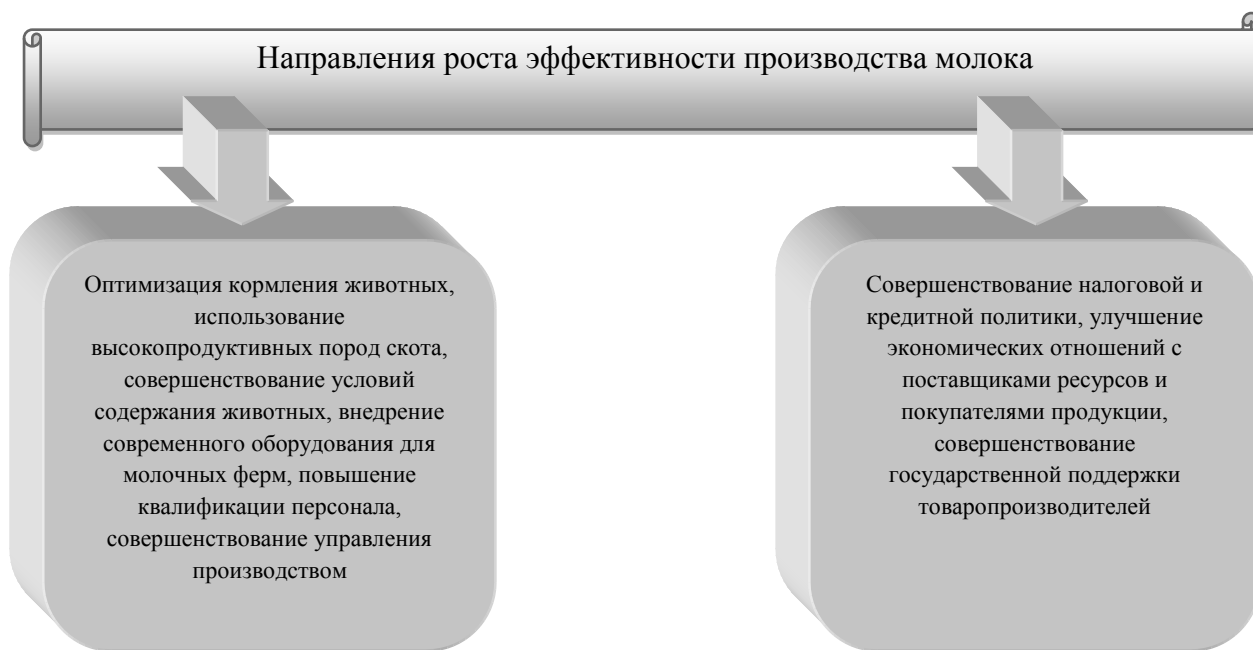 Направления роста эффективности производства молока
Оптимизация кормления животных,
использование
высокопродуктивных пород скота,
совершенствование условий
содержания животных, внедрение
современного оборудования для
молочных ферм, повышение
квалификации персонала,
совершенствование управления
производством
Совершенствование налоговой и
кредитной политики, улучшение
экономических отношений с
поставщиками ресурсов и
покупателями продукции,
совершенствование
государственной поддержки
товаропроизводителей